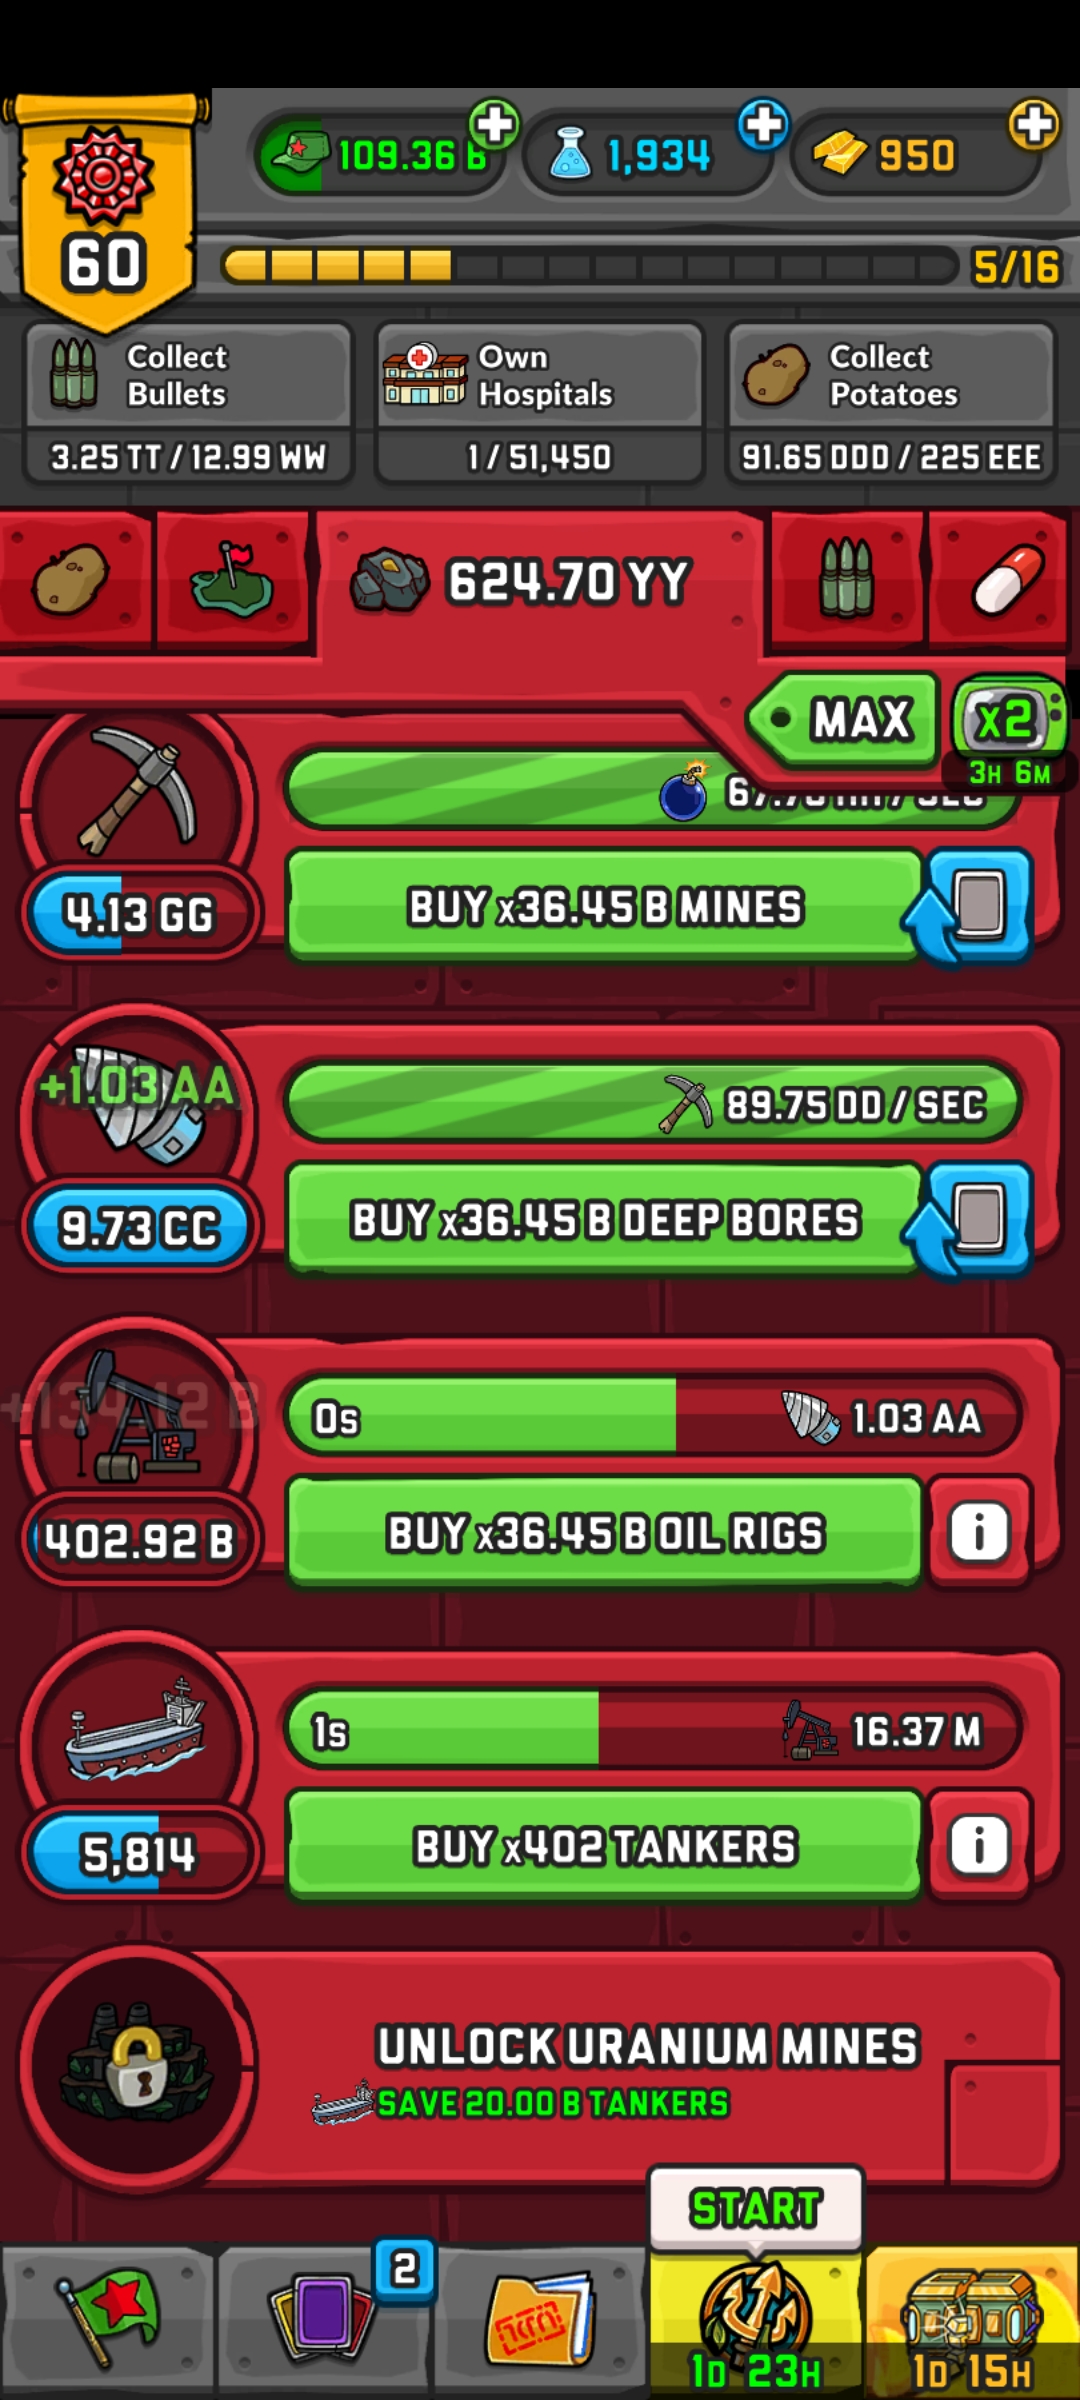 109.36 B
1,934
950
60
5/16
Collect
Bullets
Own
Hospitals
Collect
Potatoes
3.25 TT / 12.99 WW
1 / 51,450
91.65 DDD / 225 EEE
624.70 YY
MAX
x2
3H 6M
4.13 GG
BUY x36.45 B MINES
+1.03 AA
89.75 DD / SEC
9.73 CC
BUY x36.45 B DEEP BORES
+134.12 B
0s
1.03 AA
402.92 B
BUY x36.45 B OIL RIGS
i
1s
16.37 M
5,814
BUY x402 TANKERS
i
UNLOCK URANIUM MINES
SAVE 20.00 B TANKERS
START
2
1D 23H
1D 15H